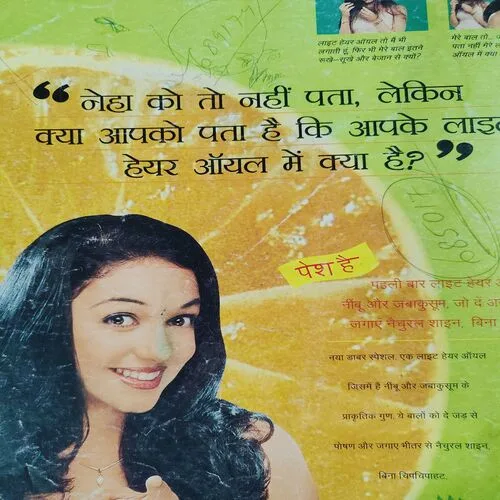 लाइट हेयर ऑयल तो मैं भी
लगाती हूं, फिर भी मेरे बाल इतने
रूखे-सूखे और बेजान से क्यों?
मेरे बाल तो...
पता नहीं मेरे
ऑयल में क्या
“ नेहा को तो नहीं पता, लेकिन
क्या आपको पता है कि आपके लाइट
हेयर ऑयल में क्या है? ”
पेश है
पहली बार लाइट हेयर
नींबू और जबाकुसुम, जो दें
जगाएं नैचुरल शाइन, बिना
नया डाबर स्पेशल. एक लाइट हेयर ऑयल
जिसमें हैं नींबू और जबाकुसुम के
प्राकृतिक गुण. ये बालों को दे जड़ से
पोषण और जगाए भीतर से नैचुरल शाइन,
बिना चिपचिपाहट.